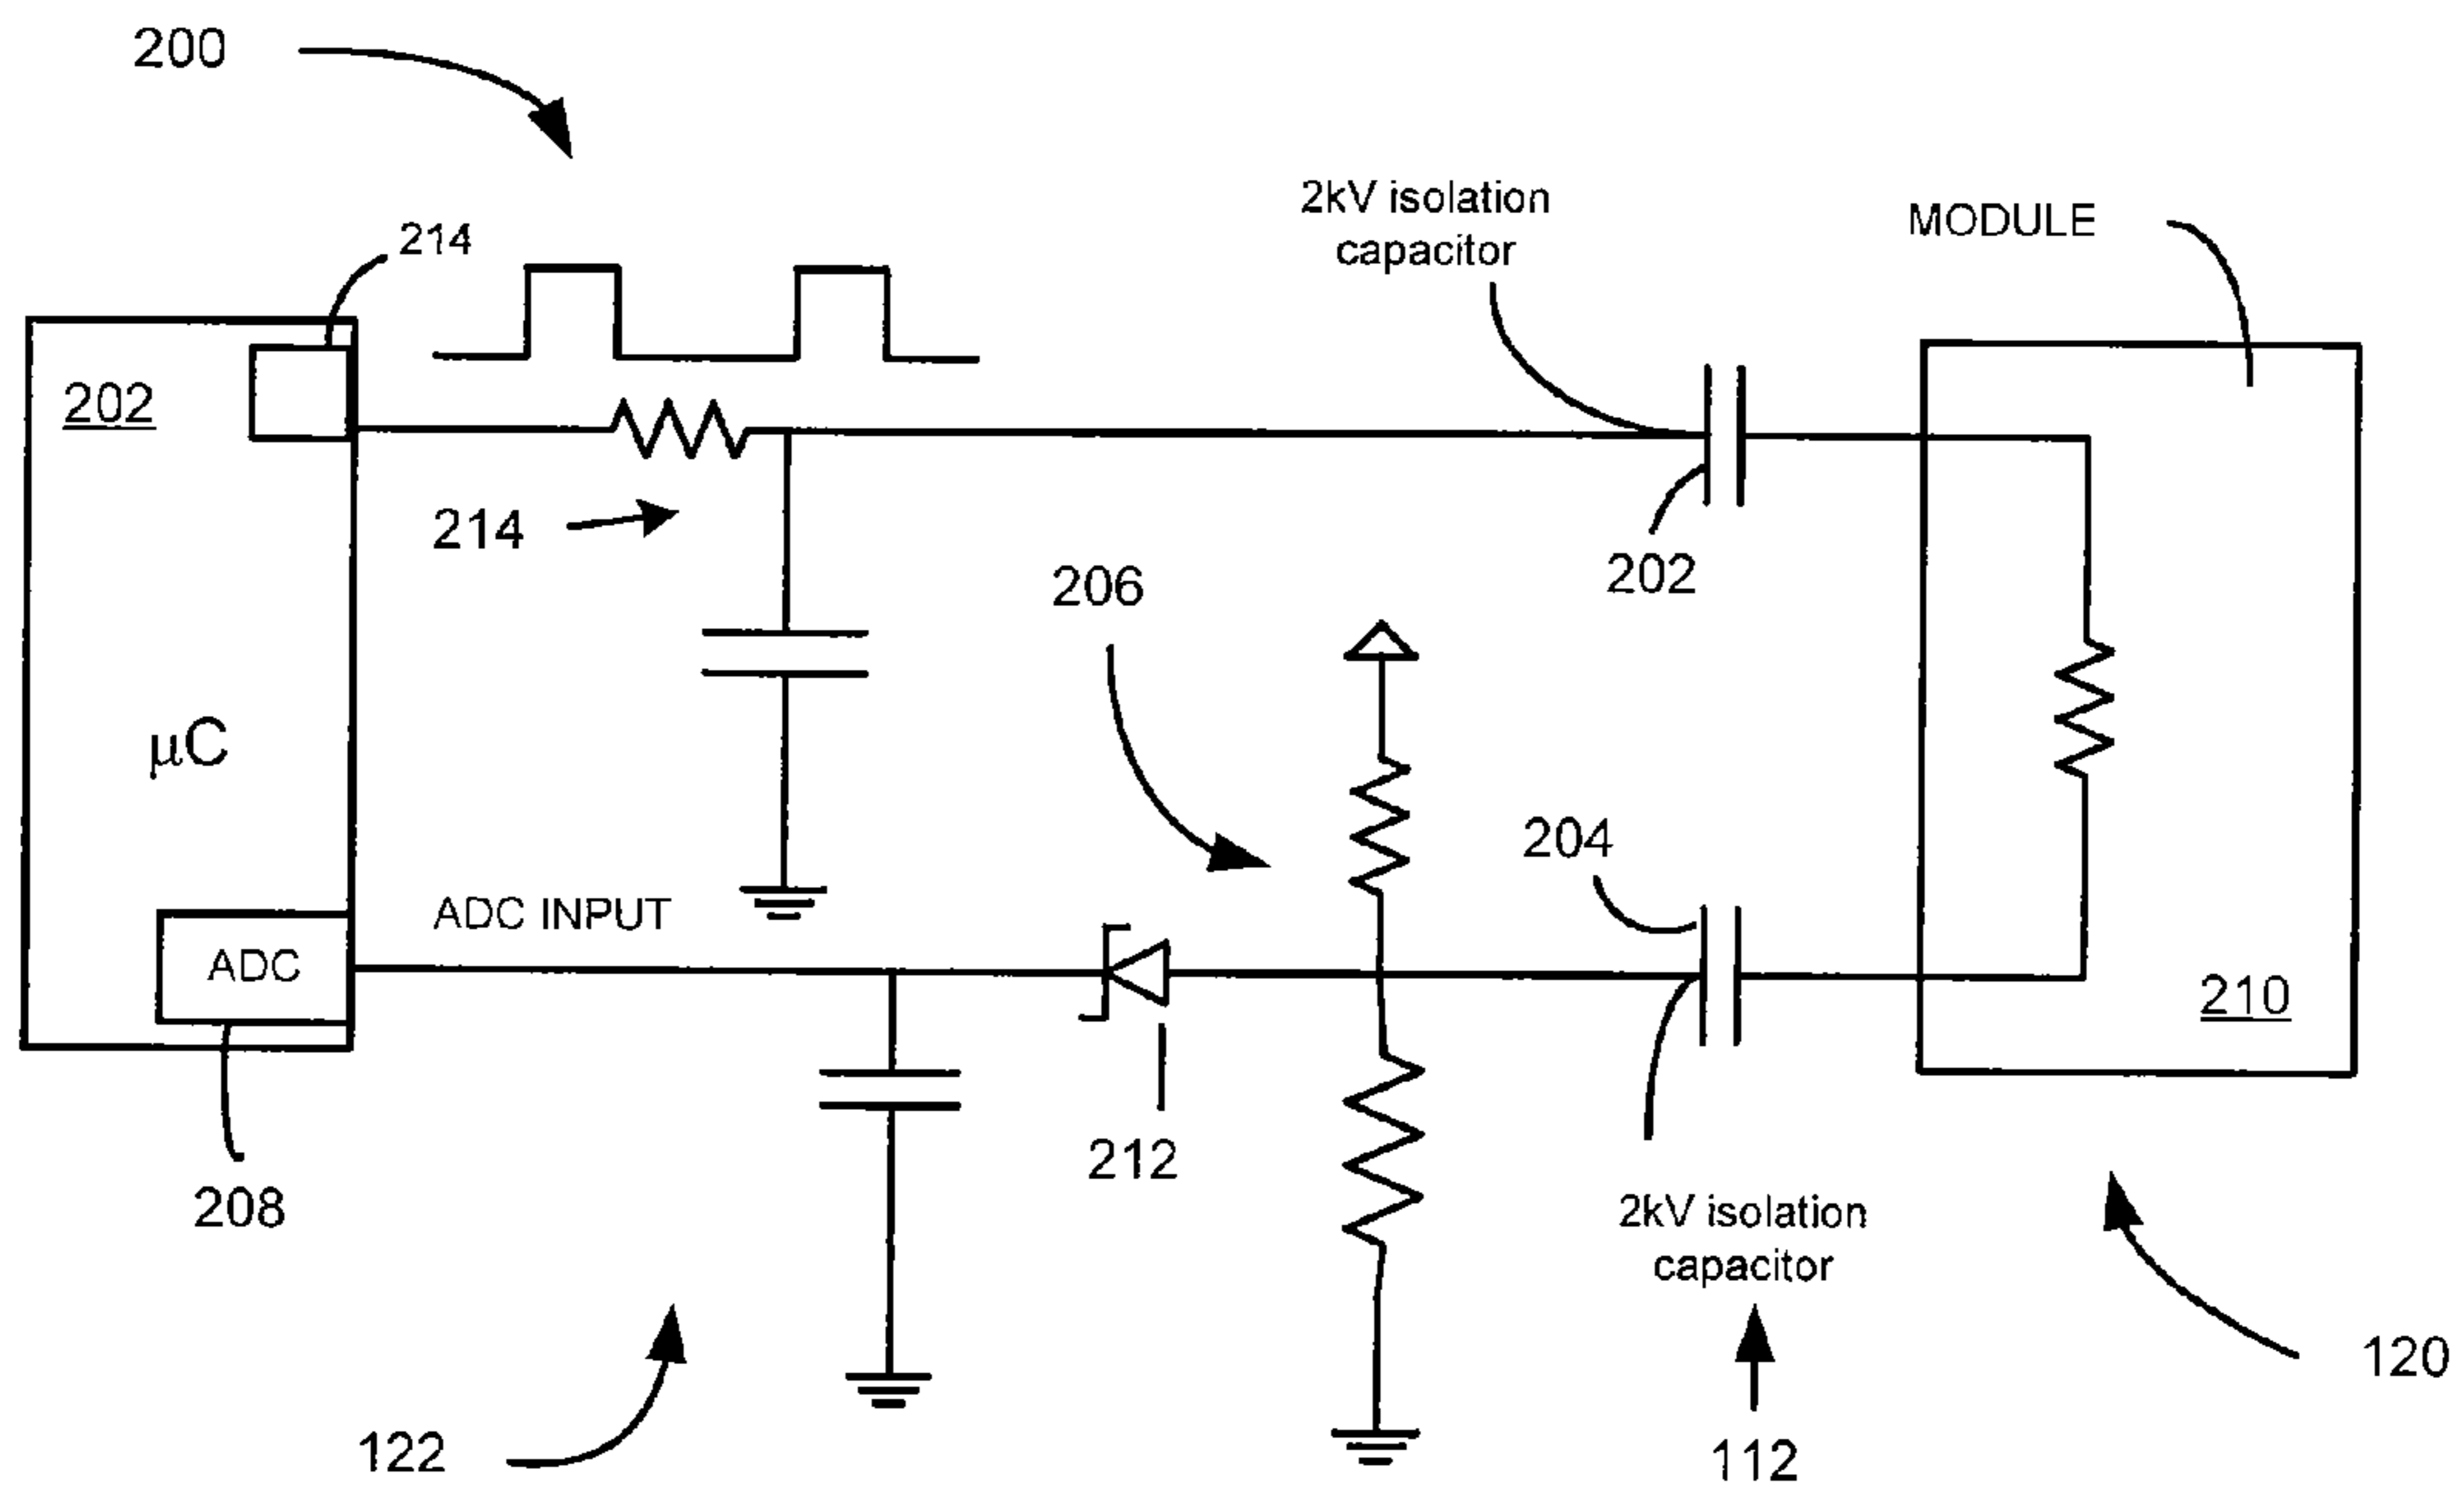 200
2kV isolation
capacitor
MODULE
214
202
214
206
202
µC
204
ADC INPUT
ADC
210
212
208
2kV isolation
capacitor
120
122
112